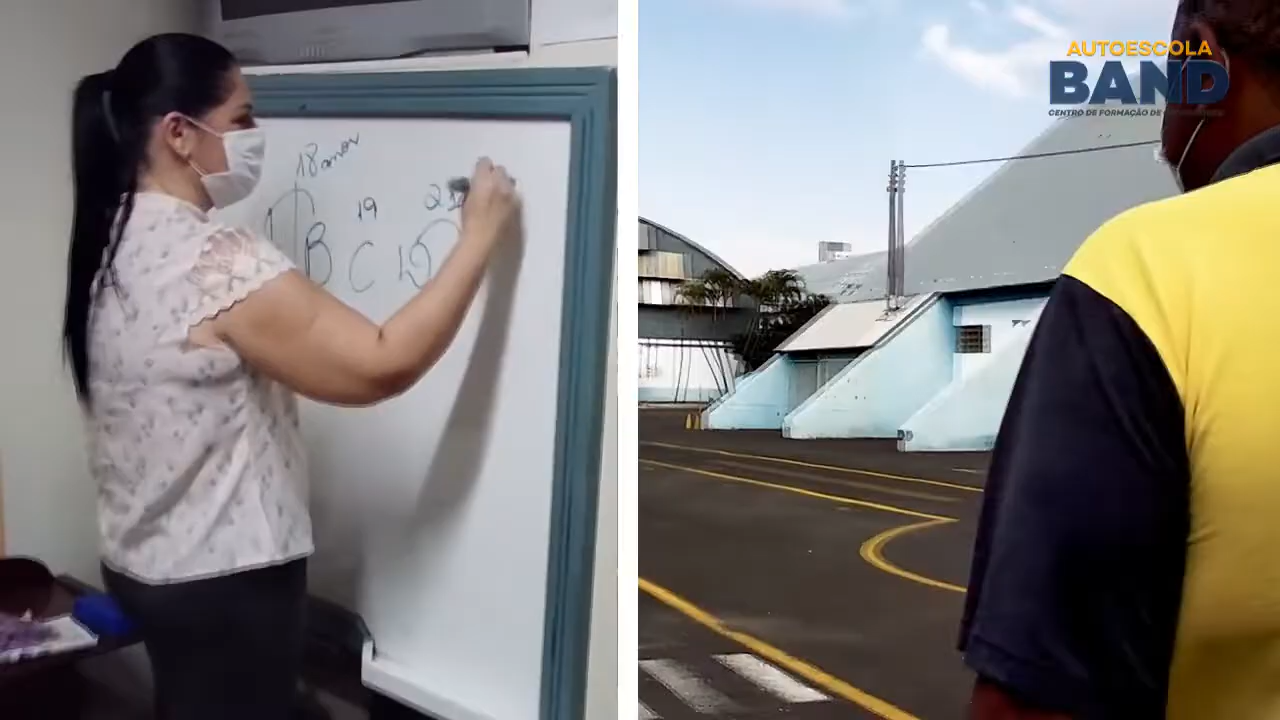 18 anos
19
21
B C D
AUTOESCOLA
BAND
CENTRO DE FORMAÇÃO DE